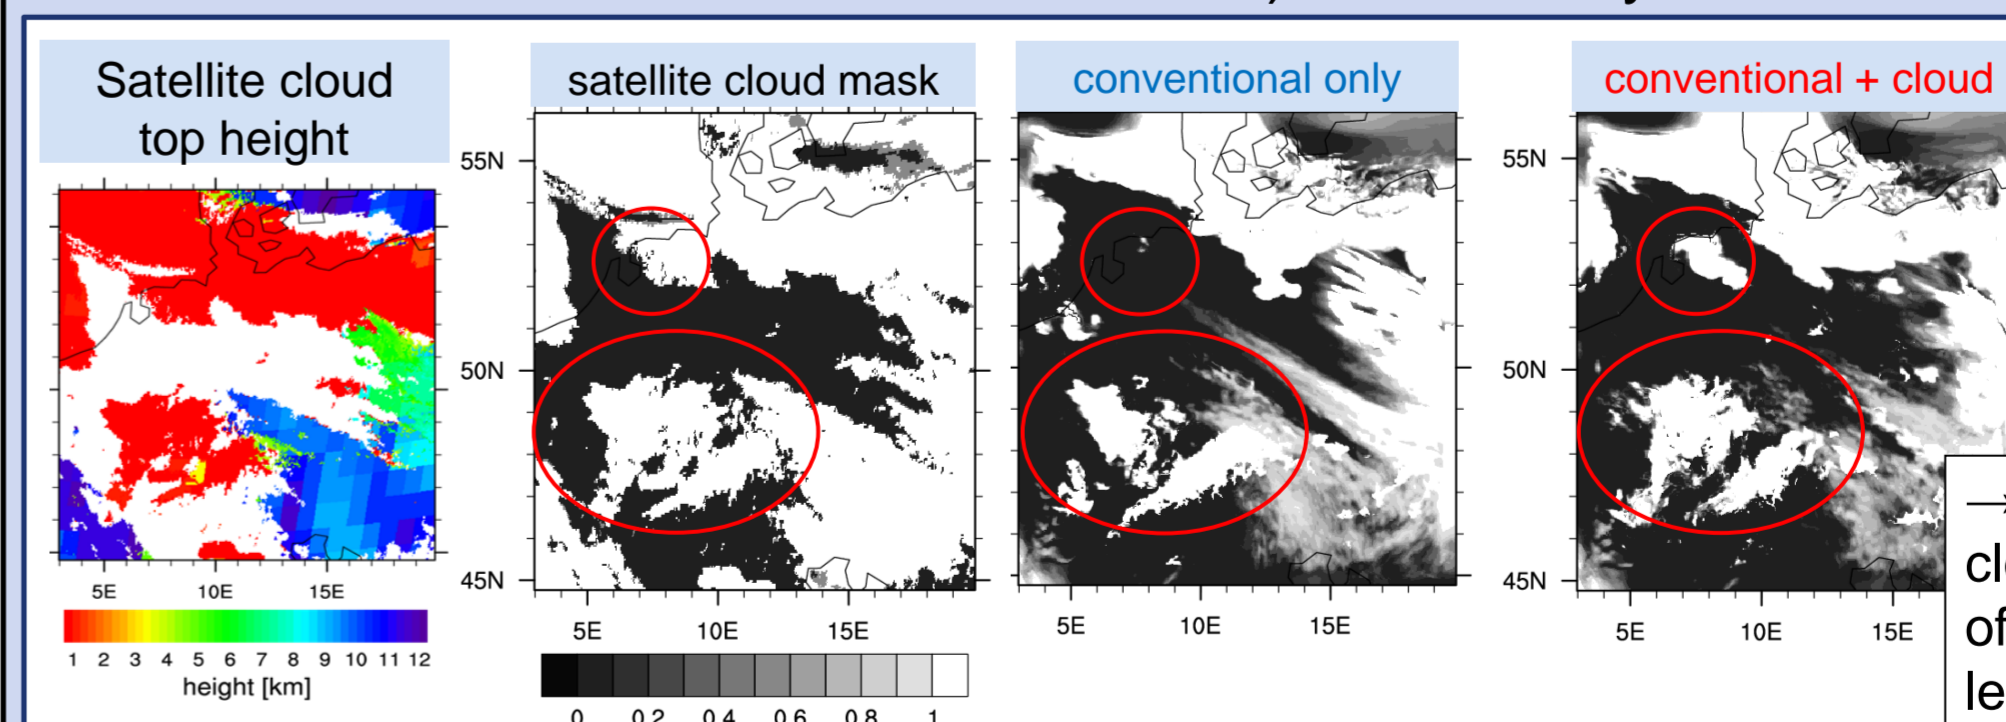 Satellite cloud
top height
satellite cloud mask
conventional only
conventional + cloud
55N
50N
45N
55N
50N
45N
5E 10E 15E
5E 10E 15E
5E 10E 15E
5E 10E 15E
1 2 3 4 5 6 7 8 9 10 11 12
height [km]
0 0.2 0.4 0.6 0.8 1
→
of